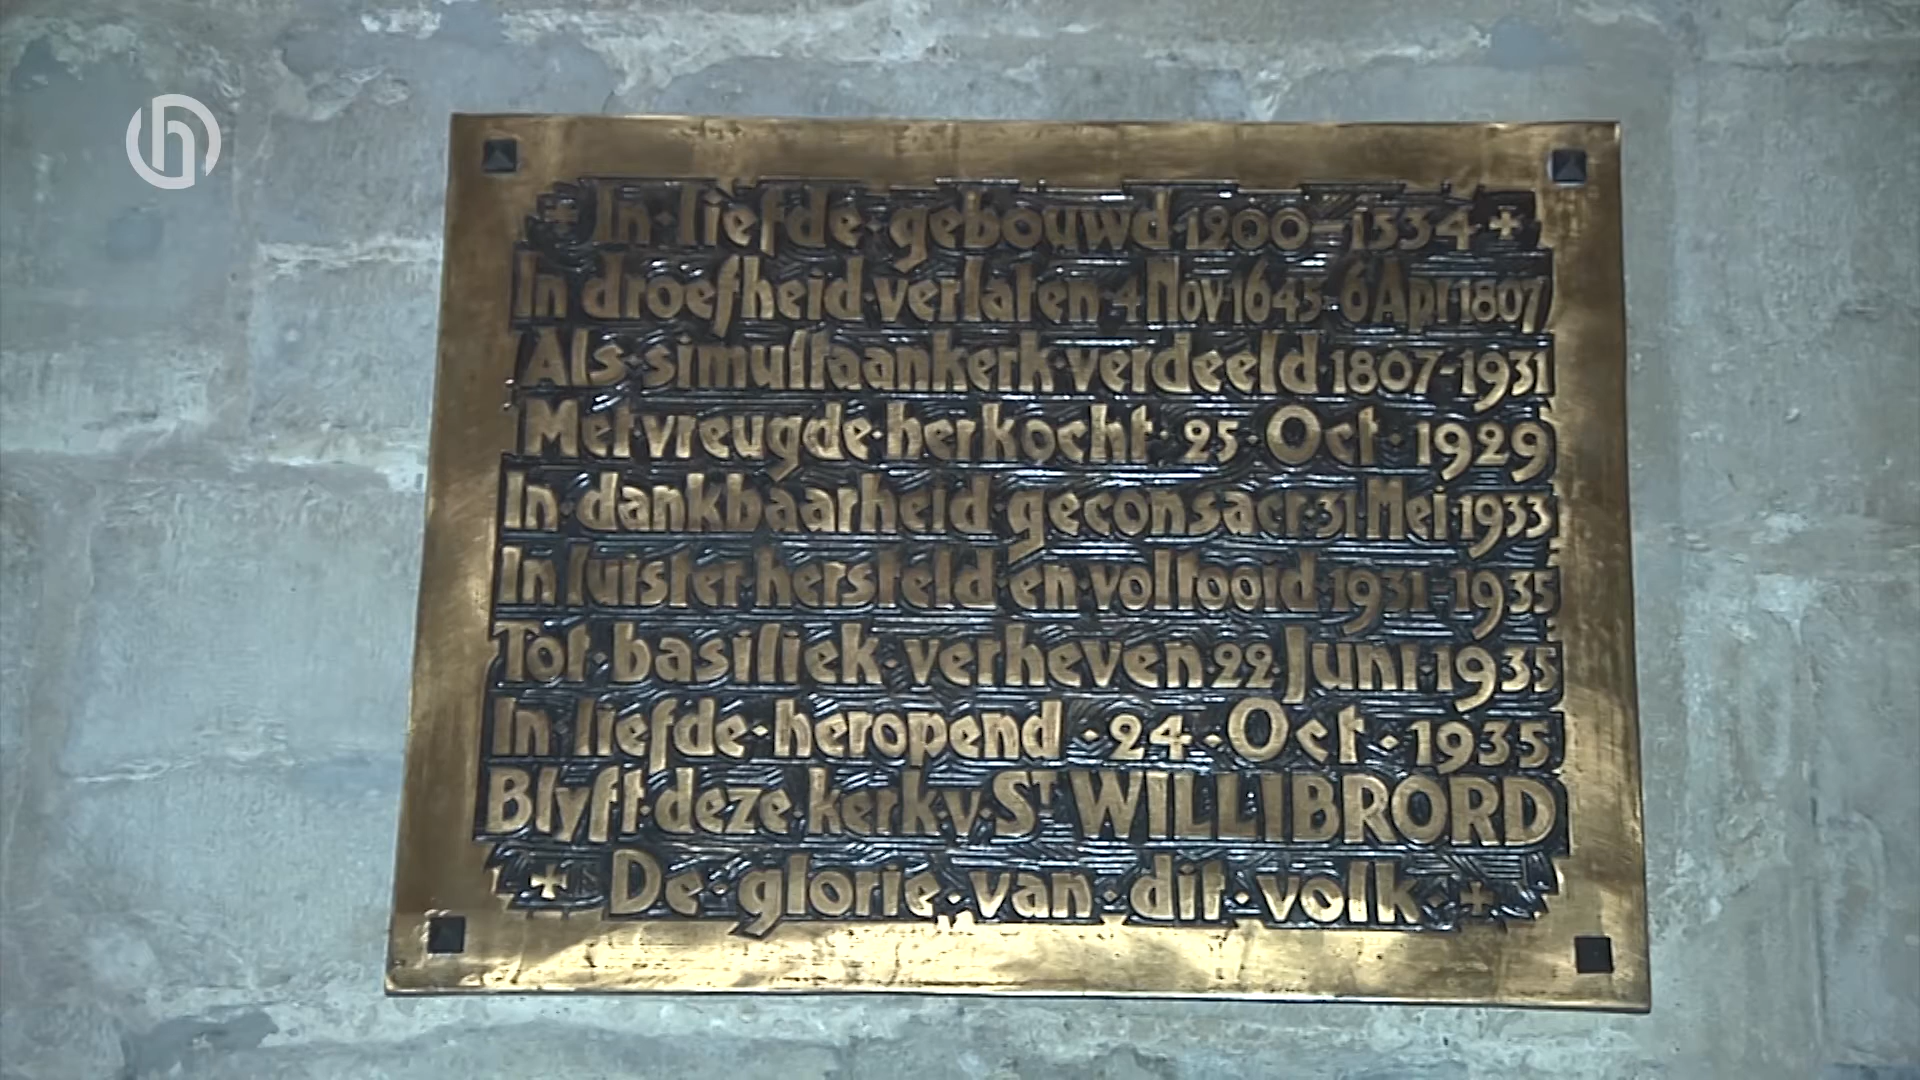 + In · liefde · gebouwd · 1200 - 1534 +
In droefheid · verlaten · 4 Nov 1645 - 6 Apr 1807
Als · simultaankerk · verdeeld · 1807 - 1931
Met vreugde · herkocht · 25 · Oct · 1929
In · dankbaarheid · geconsacr · 31 Mei · 1933
In luister · hersteld · en · voltooid · 1931 - 1935
Tot · basiliek · verheven · 22 · Juni · 1935
In liefde · heropend · 24 · Oct · 1935
Blyft · deze kerk · v · ST WILLIBRORD
+ De · glorie · van · dit · volk · +